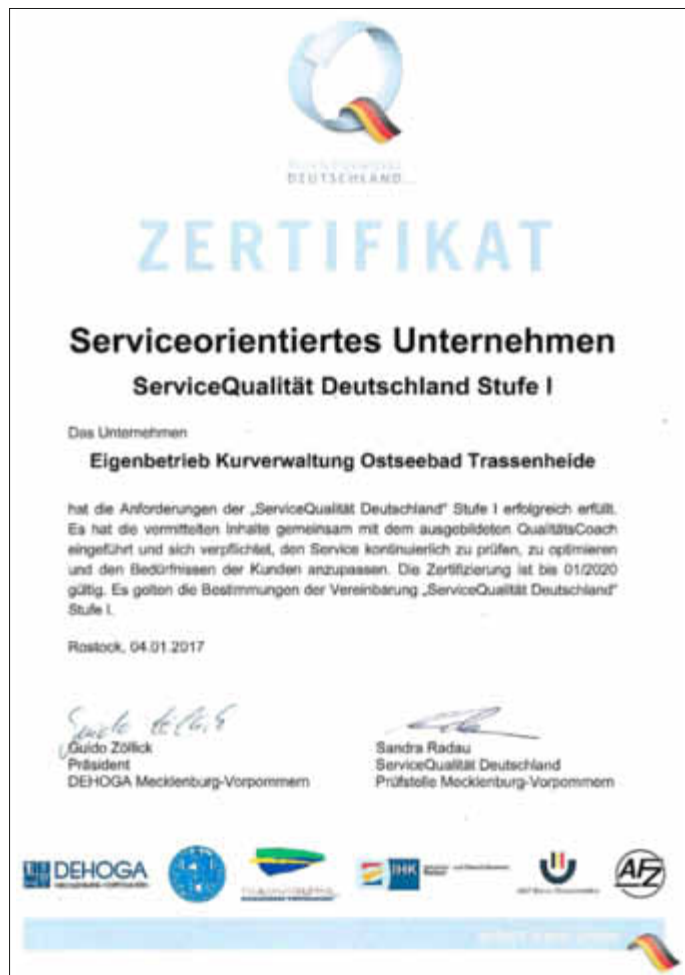 DEUTSCHLAND
ZERTIFIKAT
Serviceorientiertes Unternehmen
ServiceQualität Deutschland Stufe I
Das Unternehmen
Eigenbetrieb Kurverwaltung Ostseebad Trassenheide
hat die Anforderungen der „ServiceQualität Deutschland" Stufe I erfolgreich erfüllt.
Es hat die vermittelten Inhalte gemeinsam mit dem ausgebildeten QualitätsCoach
eingeführt und sich verpflichtet, den Service kontinuierlich zu prüfen, zu optimieren
und den Bedürfnissen der Kunden anzupassen. Die Zertifizierung ist bis 01/2020
gültig. Es gelten die Bestimmungen der Vereinbarung „ServiceQualität Deutschland"
Stufe I.
Rostock, 04.01.2017
Guido Zöllick
Präsident
DEHOGA Mecklenburg-Vorpommern
Sandra Radau
ServiceQualität Deutschland
Prüfstelle Mecklenburg-Vorpommern
DEHOGA
IHK
AFZ